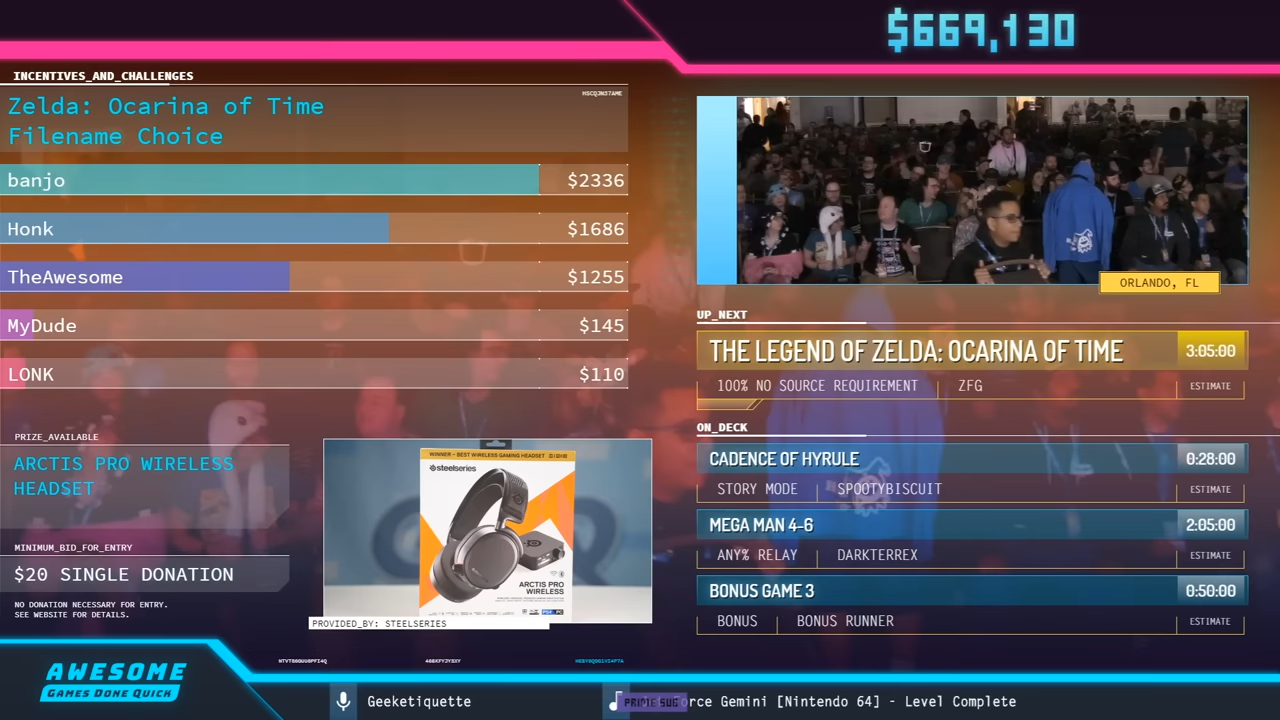 $669,130
INCENTIVES_AND_CHALLENGES
Zelda: Ocarina of Time
Filename Choice
banjo $2336
Honk $1686
TheAwesome $1255
MyDude $145
LONK $110
PRIZE_AVAILABLE
ARCTIS PRO WIRELESS
HEADSET
MINIMUM_BID_FOR_ENTRY
$20 SINGLE DONATION
NO DONATION NECESSARY FOR ENTRY.
SEE WEBSITE FOR DETAILS.
WINNER - BEST WIRELESS GAMING HEADSET
steelseries
ARCTIS PRO
WIRELESS
PROVIDED_BY: STEELSERIES
ORLANDO, FL
UP_NEXT
THE LEGEND OF ZELDA: OCARINA OF TIME 3:05:00
100% NO SOURCE REQUIREMENT ZFG ESTIMATE
ON_DECK
CADENCE OF HYRULE 0:28:00
STORY MODE SPOOTYBISCUIT ESTIMATE
MEGA MAN 4-6 2:05:00
ANY% RELAY DARKTERREX ESTIMATE
BONUS GAME 3 0:50:00
BONUS BONUS RUNNER ESTIMATE
AWESOME
GAMES DONE QUICK
Geeketiquette
PRIME SUB Gemini [Nintendo 64] - Level Complete